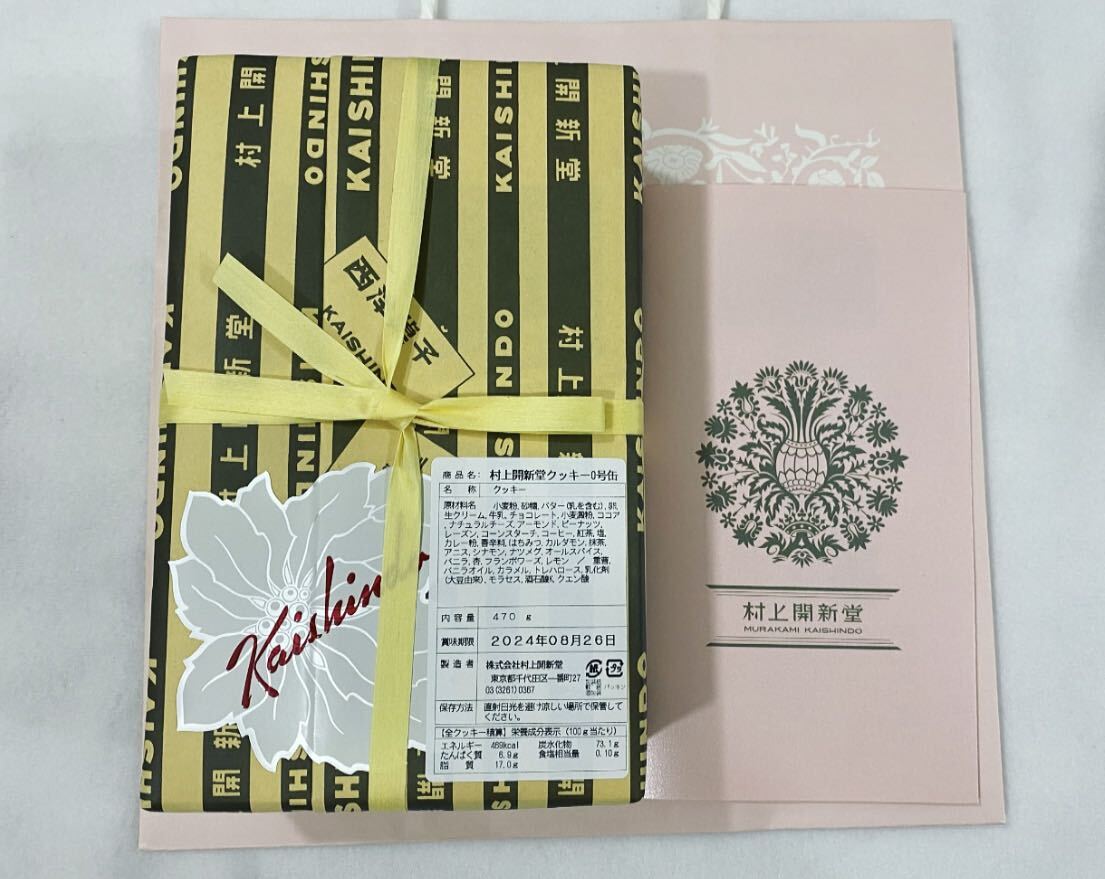 村上開新堂
KAISHINDO
西洋菓子
KAISHINDO
Kaishindo
商品名: 村上開新堂クッキー0号缶
名 称 クッキー
原材料名 小麦粉、砂糖、バター(乳を含む)、卵、
生クリーム、牛乳、チョコレート、小麦澱粉、ココア
、ナチュラルチーズ、アーモンド、ピーナッツ、
レーズン、コーンスターチ、コーヒー、紅茶、塩、
カレー粉、香辛料、はちみつ、カルダモン、抹茶、
アニス、シナモン、ナツメグ、オールスパイス、
バニラ、杏、フランボワーズ、レモン / 重曹、
バニラオイル、カラメル、トレハロース、乳化剤
(大豆由来)、モラセス、酒石酸K、クエン酸
内容量 470 g
賞味期限 2024年08月26日
製造者 株式会社村上開新堂
東京都千代田区一番町27
03(3261)0367
保存方法 直射日光を避け涼しい場所で保管して
ください。
【全クッキー積算】栄養成分表示(100g当たり)
エネルギー 469kcal 炭水化物 73.1g
たんぱく質 6.9g 食塩相当量 0.10g
脂 質 17.0g
村上開新堂
MURAKAMI KAISHINDO